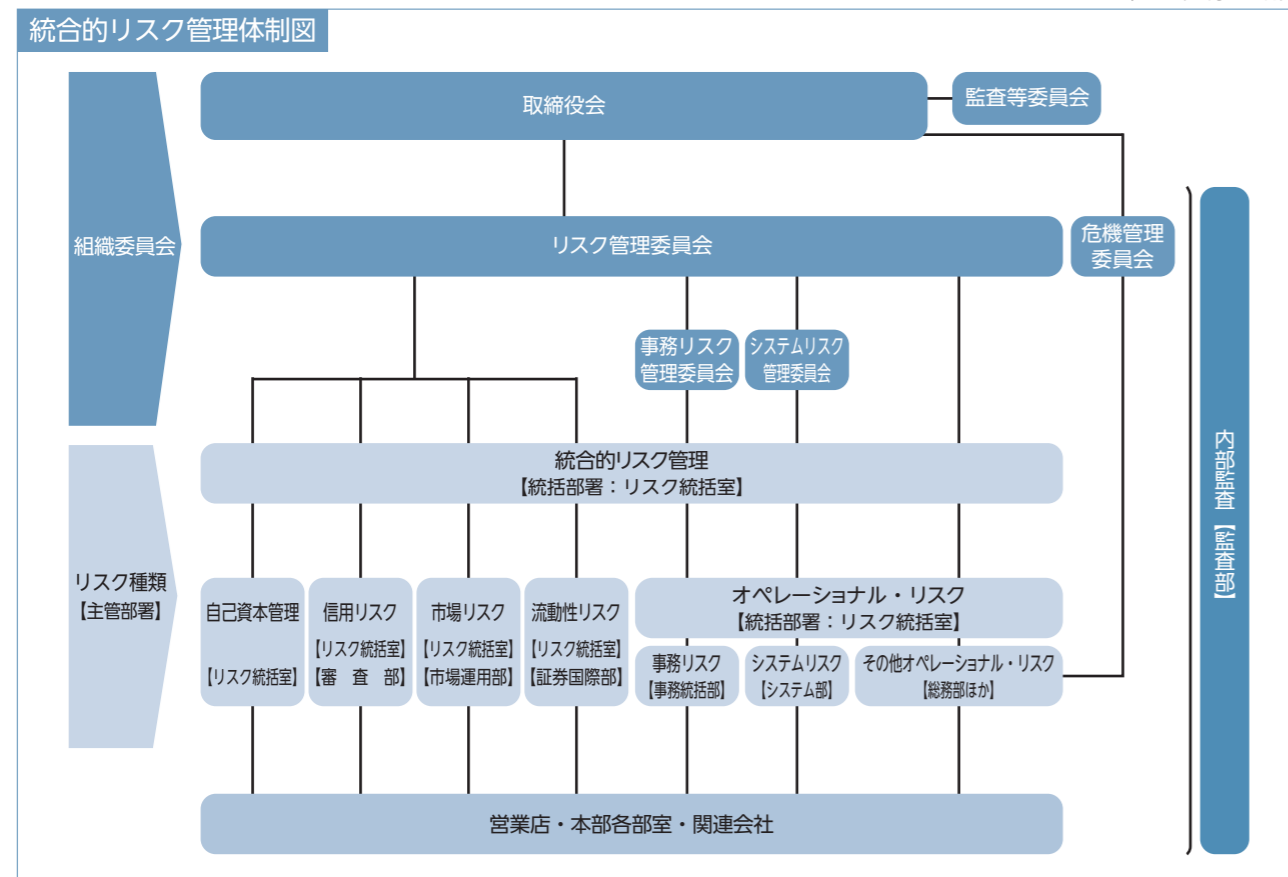 統合的リスク管理体制図
取締役会
監査等委員会
組織委員会
リスク管理委員会
危機管理
委員会
事務リスク
管理委員会
システムリスク
管理委員会
統合的リスク管理
【統括部署：リスク統括室】
リスク種類
【主管部署】
自己資本管理
【リスク統括室】
信用リスク
【リスク統括室】
【審　査　部】
市場リスク
【リスク統括室】
【市場運用部】
流動性リスク
【リスク統括室】
【証券国際部】
オペレーショナル・リスク
【統括部署：リスク統括室】
事務リスク
【事務統括部】
システムリスク
【システム部】
その他オペレーショナル・リスク
【総務部ほか】
営業店・本部各部室・関連会社
内部監査【監査部】